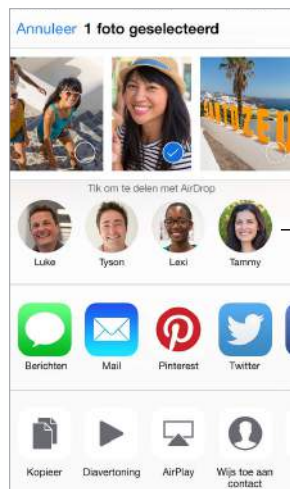 Annuleer 1 foto geselecteerd
Tik om te delen met AirDrop
Luke Tyson Lexi Tammy
Berichten Mail Pinterest Twitter
Kopieer Diavertoning AirPlay Wijs toe aan
contact